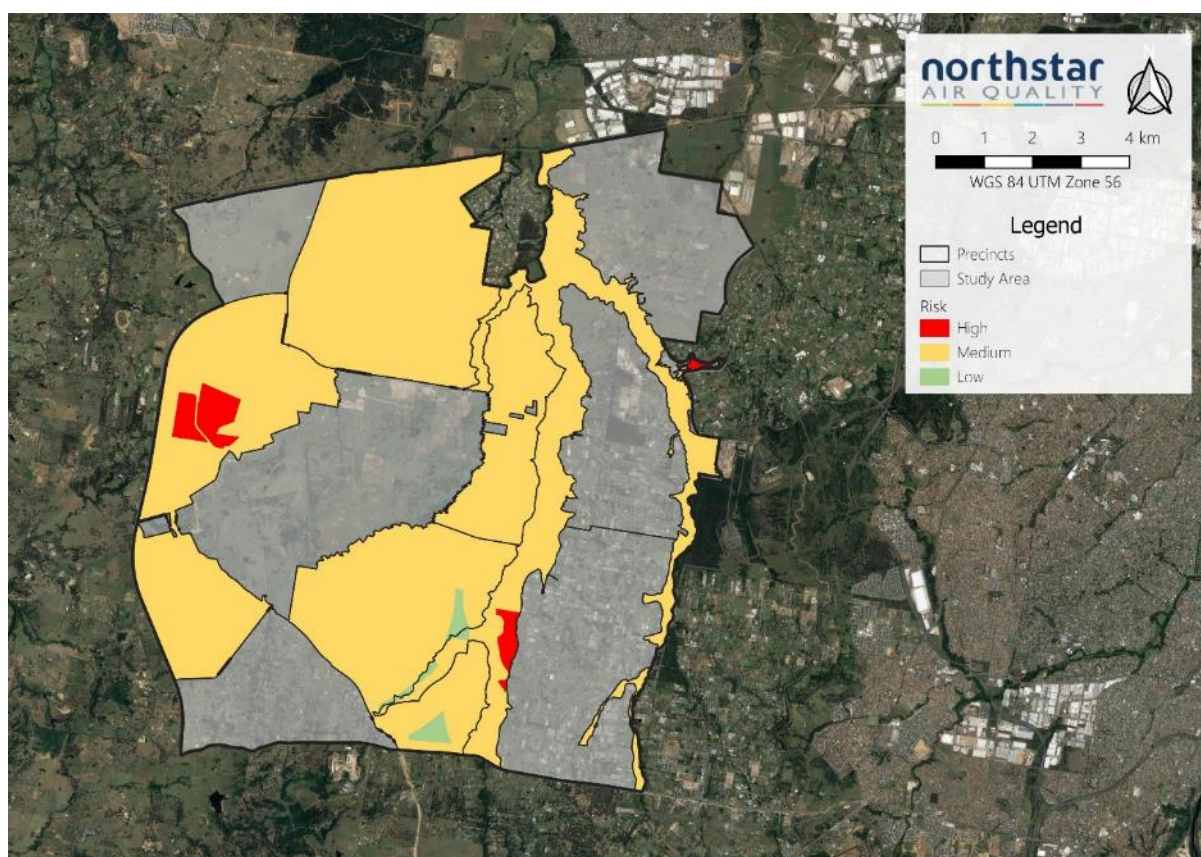 northstar
AIR QUALITY
N
0 1 2 3 4 km
WGS 84 UTM Zone 56
Legend
Precincts
Study Area
Risk
High
Medium
Low